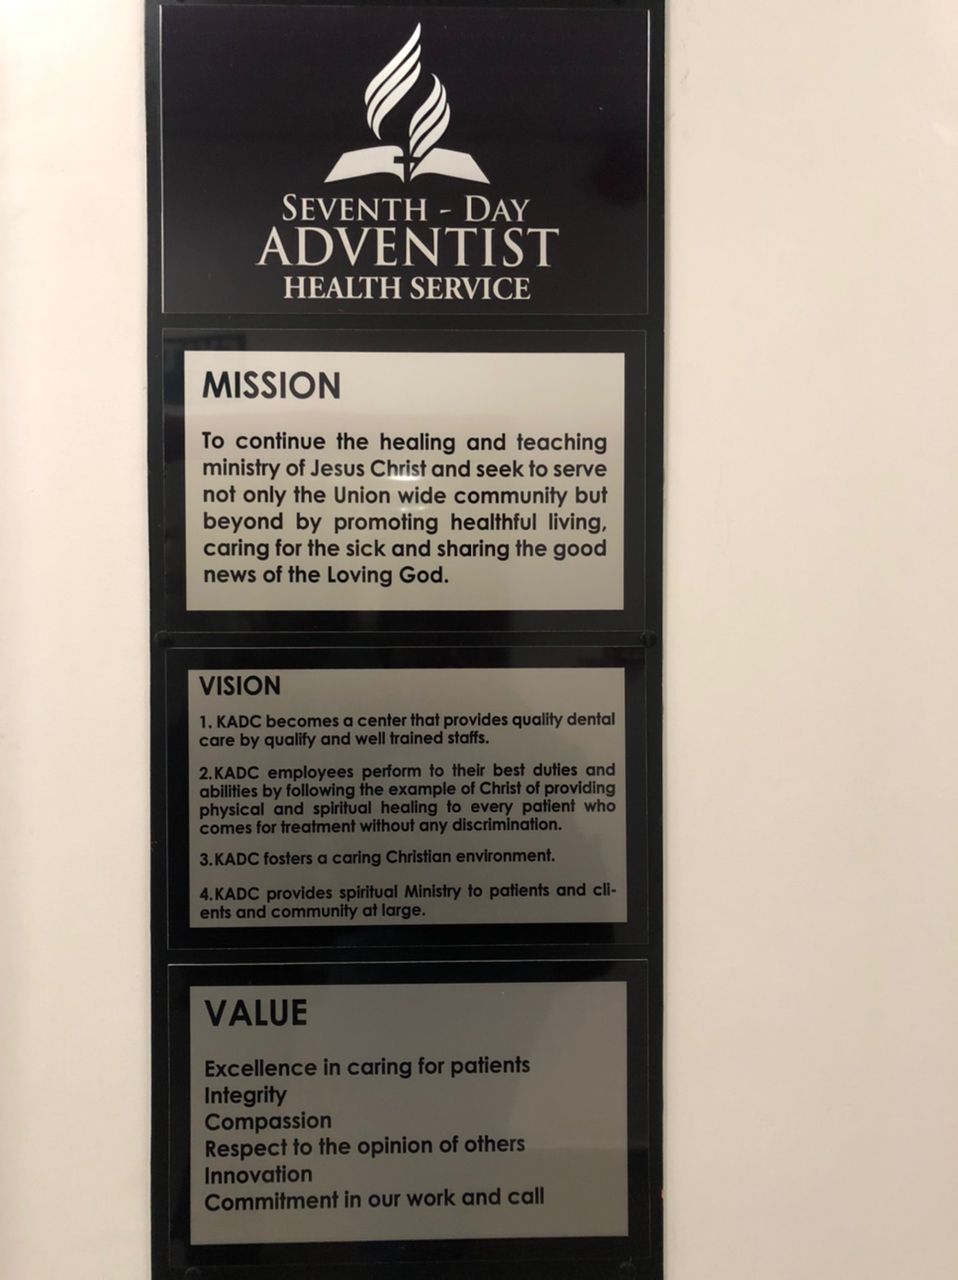 SEVENTH - DAY
ADVENTIST
HEALTH SERVICE
MISSION
To continue the healing and teaching
ministry of Jesus Christ and seek to serve
not only the Union wide community but
beyond by promoting healthful living,
caring for the sick and sharing the good
news of the Loving God.
VISION
1. KADC becomes a center that provides quality dental
care by qualify and well trained staffs.
2.KADC employees perform to their best duties and
abilities by following the example of Christ of providing
physical and spiritual healing to every patient who
comes for treatment without any discrimination.
3.KADC fosters a caring Christian environment.
4.KADC provides spiritual Ministry to patients and cli-
ents and community at large.
VALUE
Excellence in caring for patients
Integrity
Compassion
Respect to the opinion of others
Innovation
Commitment in our work and call